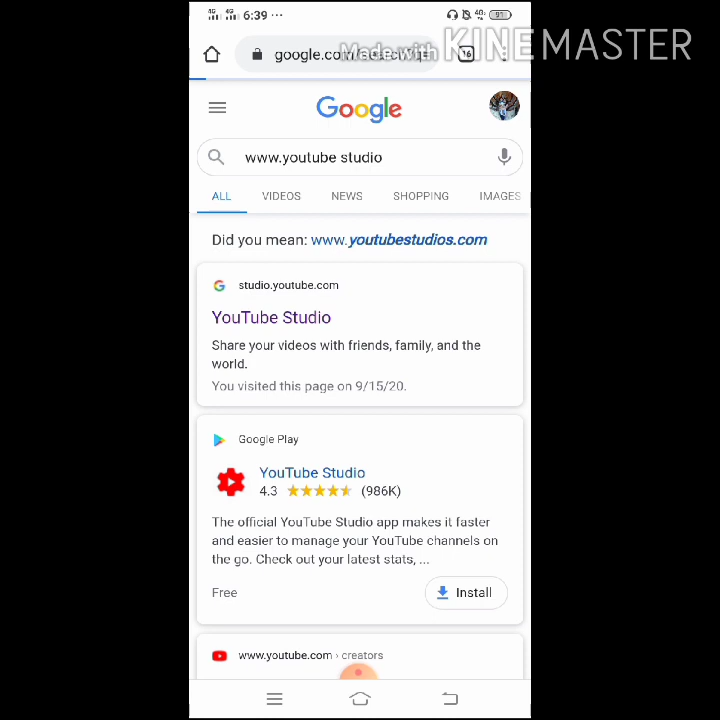 6:39
4G
91
google.com
Made with KINEMASTER
16
Google
www.youtube studio
ALL VIDEOS NEWS SHOPPING IMAGES
Did you mean: www.youtubestudios.com
studio.youtube.com
YouTube Studio
Share your videos with friends, family, and the
world.
You visited this page on 9/15/20.
Google Play
YouTube Studio
4.3 (986K)
The official YouTube Studio app makes it faster
and easier to manage your YouTube channels on
the go. Check out your latest stats, ...
Free Install
www.youtube.com › creators